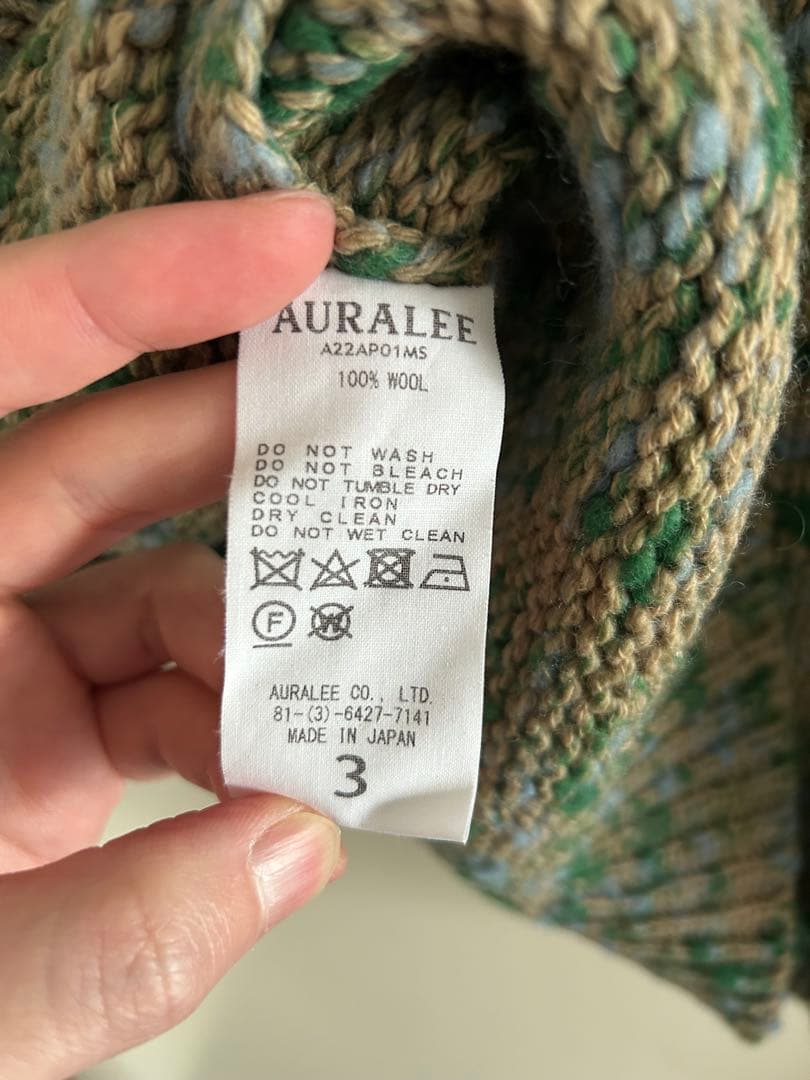 AURALEE
A22AP01MS
100% WOOL
DO NOT WASH
DO NOT BLEACH
DO NOT TUMBLE DRY
COOL IRON
DRY CLEAN
DO NOT WET CLEAN
F W
AURALEE CO., LTD.
81-(3)-6427-7141
MADE IN JAPAN
3